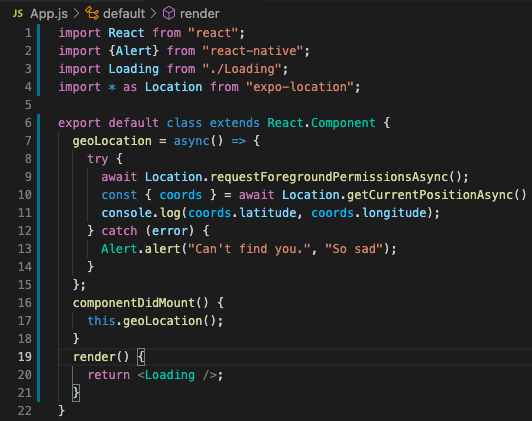 JS App.js > default > render
1 import React from "react";
2 import {Alert} from "react-native";
3 import Loading from "./Loading";
4 import * as Location from "expo-location";
5
6 export default class extends React.Component {
7   geoLocation = async() => {
8     try {
9       await Location.requestForegroundPermissionsAsync();
10       const { coords } = await Location.getCurrentPositionAsync()
11       console.log(coords.latitude, coords.longitude);
12     } catch (error) {
13       Alert.alert("Can't find you.", "So sad");
14     }
15   };
16   componentDidMount() {
17     this.geoLocation();
18   }
19   render() {
20     return <Loading />;
21   }
22 }